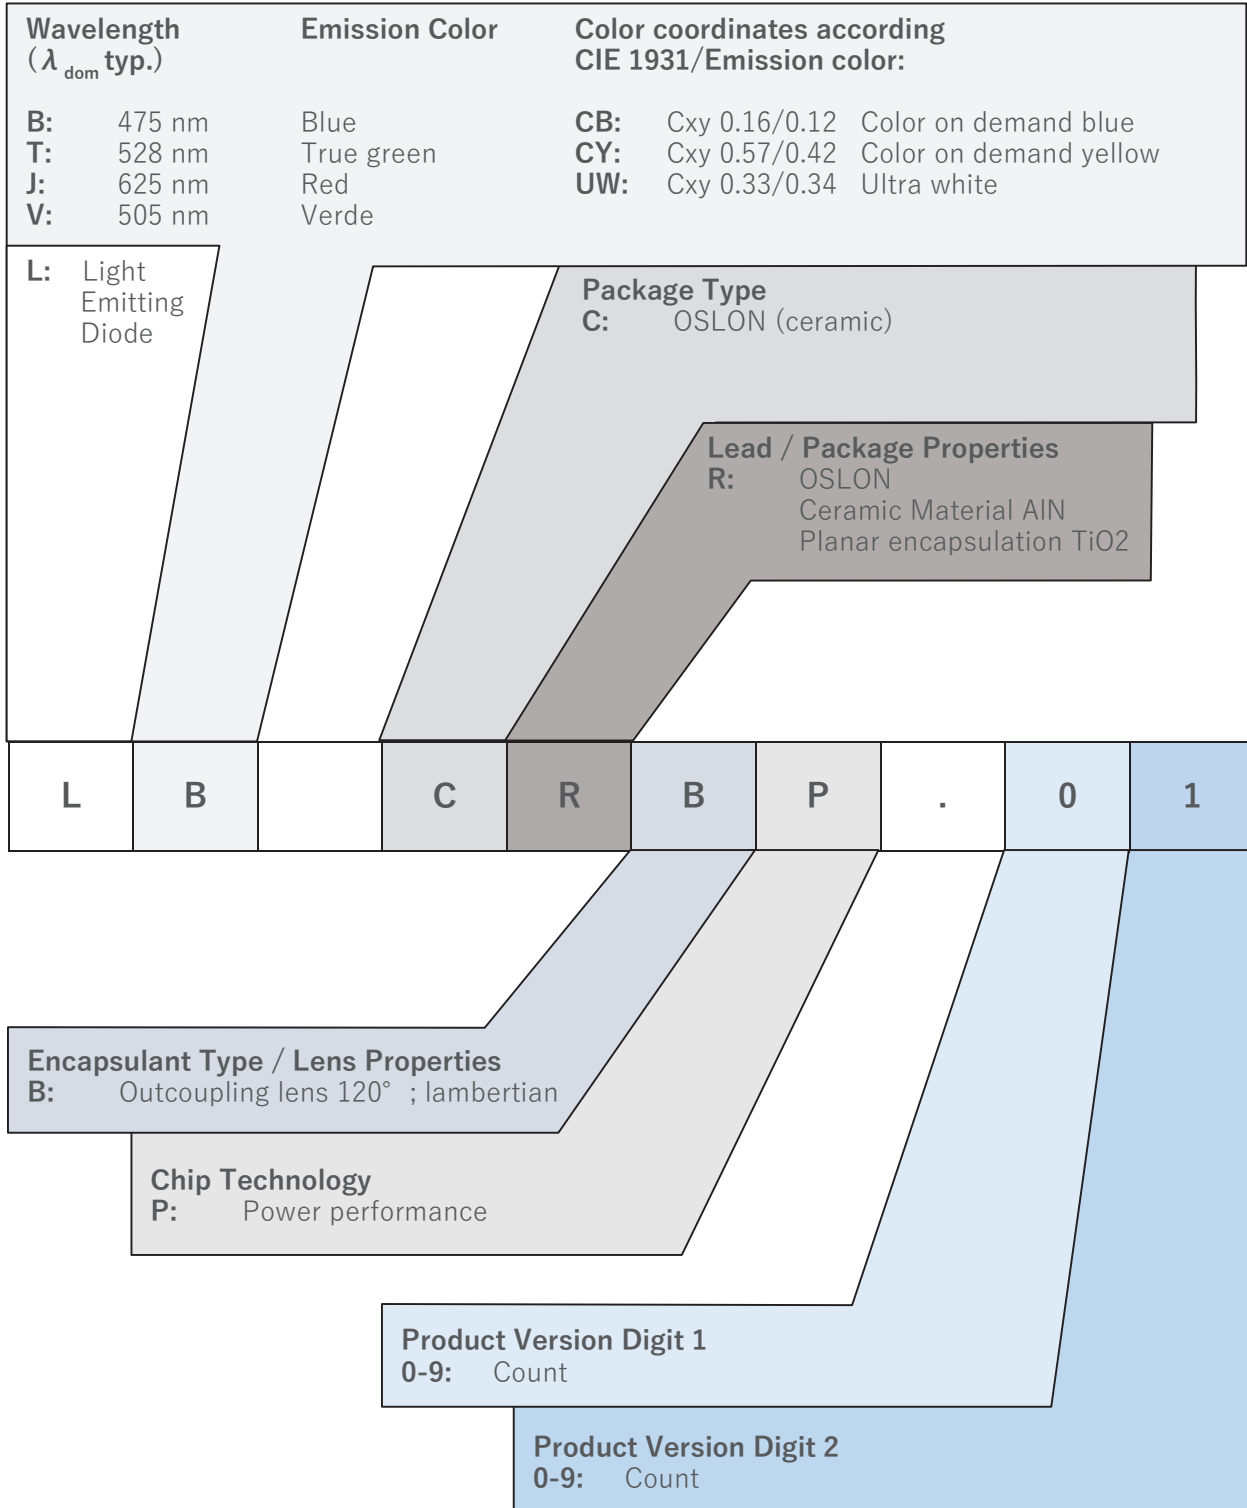 Wavelength Emission Color Color coordinates according
(λ dom typ.) CIE 1931/Emission color:
B: 475 nm Blue CB: Cxy 0.16/0.12 Color on demand blue
T: 528 nm True green CY: Cxy 0.57/0.42 Color on demand yellow
J: 625 nm Red UW: Cxy 0.33/0.34 Ultra white
V: 505 nm Verde
L: Light
Emitting
Diode
Package Type
C: OSLON (ceramic)
Lead / Package Properties
R: OSLON
Ceramic Material AlN
Planar encapsulation TiO2
L B C R B P . 0 1
Encapsulant Type / Lens Properties
B: Outcoupling lens 120° ; lambertian
Chip Technology
P: Power performance
Product Version Digit 1
0-9: Count
Product Version Digit 2
0-9: Count